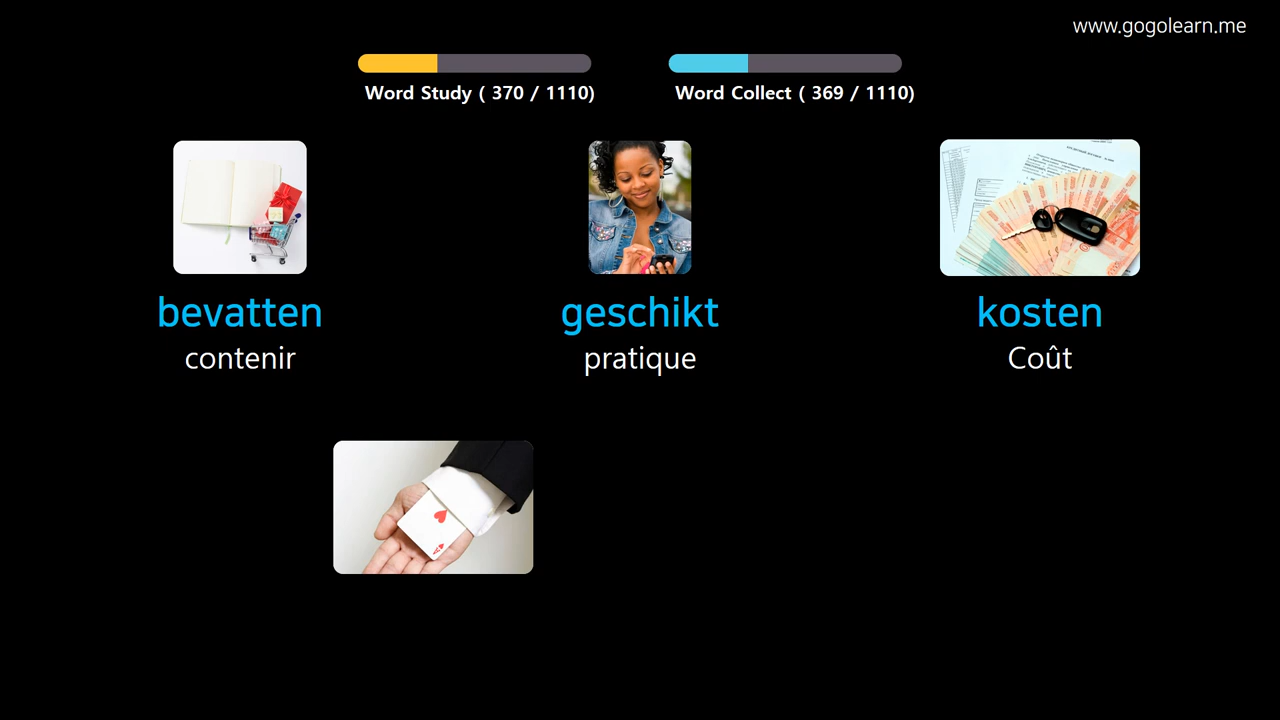 www.gogolearn.me
Word Study ( 370 / 1110)
Word Collect ( 369 / 1110)
bevatten
contenir
geschikt
pratique
kosten
Coût